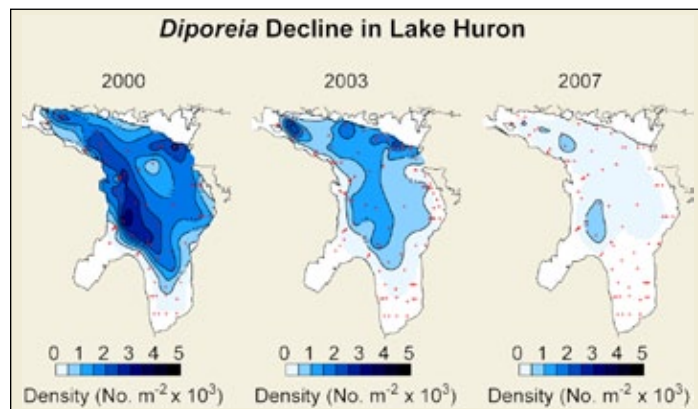 Diporeia Decline in Lake Huron
2000 2003 2007
0 1 2 3 4 5 0 1 2 3 4 5 0 1 2 3 4 5
Density (No. m⁻² x 10³) Density (No. m⁻² x 10³) Density (No. m⁻² x 10³)